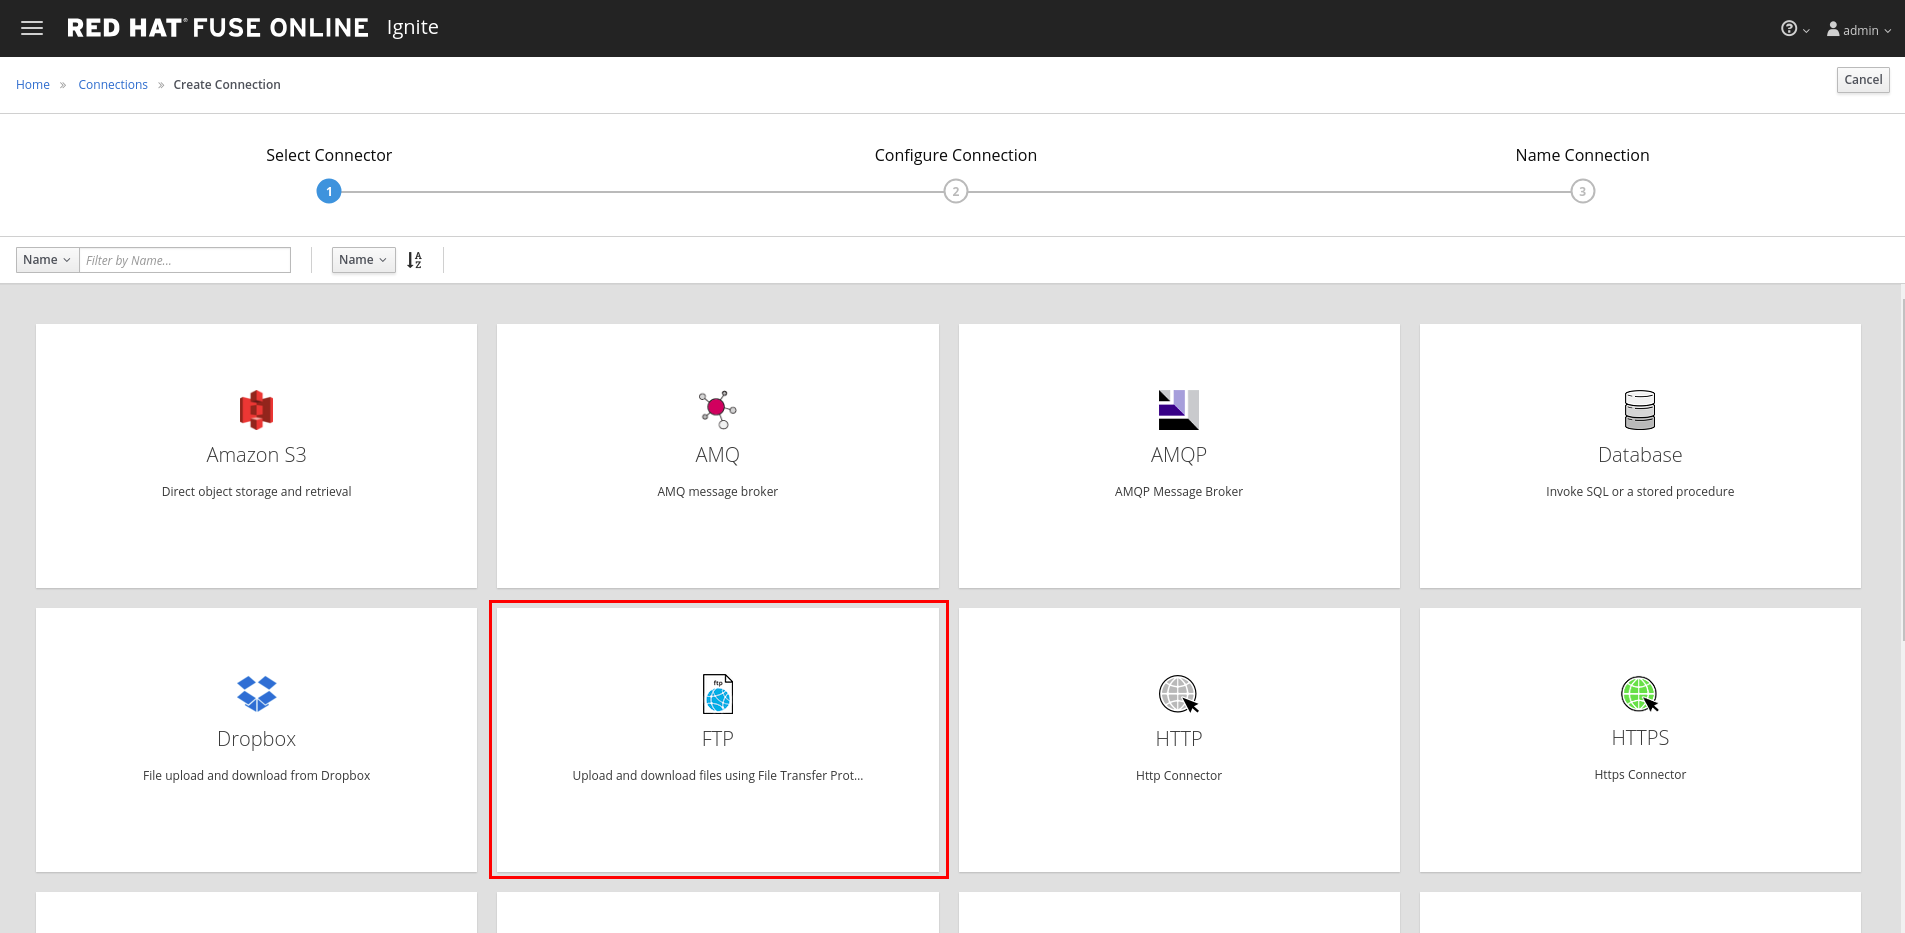 RED HAT® FUSE ONLINE Ignite
? admin
Home » Connections » Create Connection
Cancel
Select Connector
Configure Connection
Name Connection
1
2
3
Name
Filter by Name...
Name
A
Z
Amazon S3
Direct object storage and retrieval
AMQ
AMQ message broker
AMQP
AMQP Message Broker
Database
Invoke SQL or a stored procedure
Dropbox
File upload and download from Dropbox
ftp
FTP
Upload and download files using File Transfer Prot...
HTTP
Http Connector
HTTPS
Https Connector